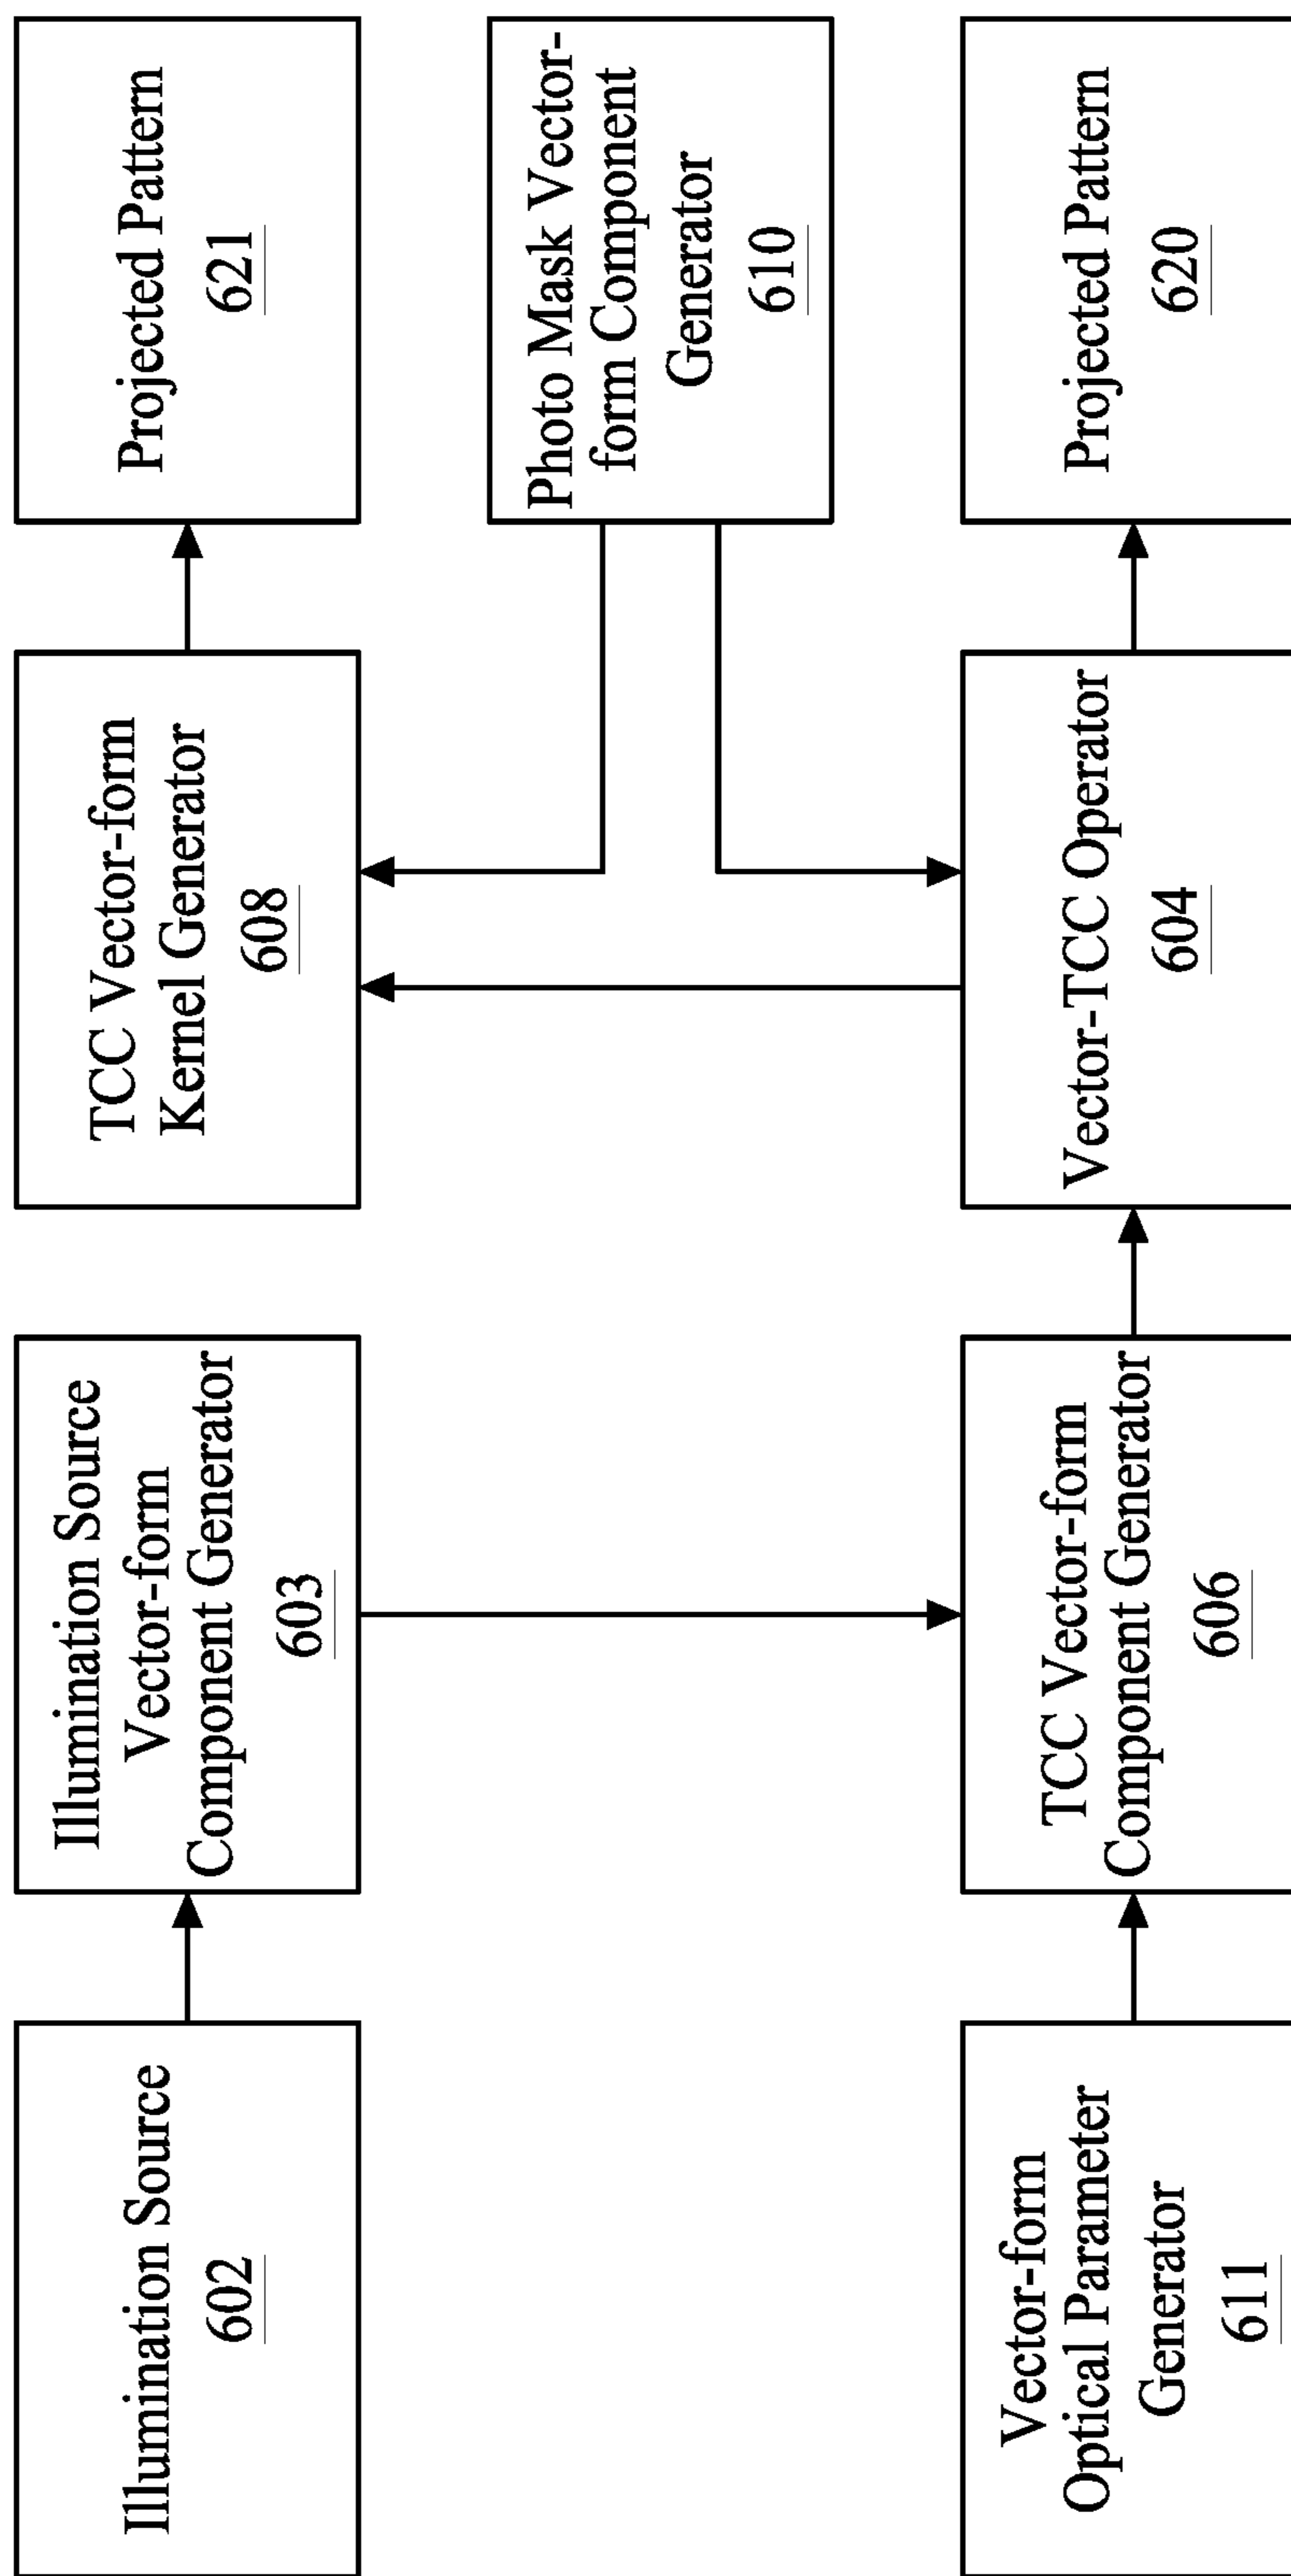 Illumination Source
602
Illumination Source
Vector-form
Component Generator
603
TCC Vector-form
Kernel Generator
608
Projected Pattern
621
Photo Mask Vector-
form Component
Generator
610
Vector-form
Optical Parameter
Generator
611
TCC Vector-form
Component Generator
606
Vector-TCC Operator
604
Projected Pattern
620